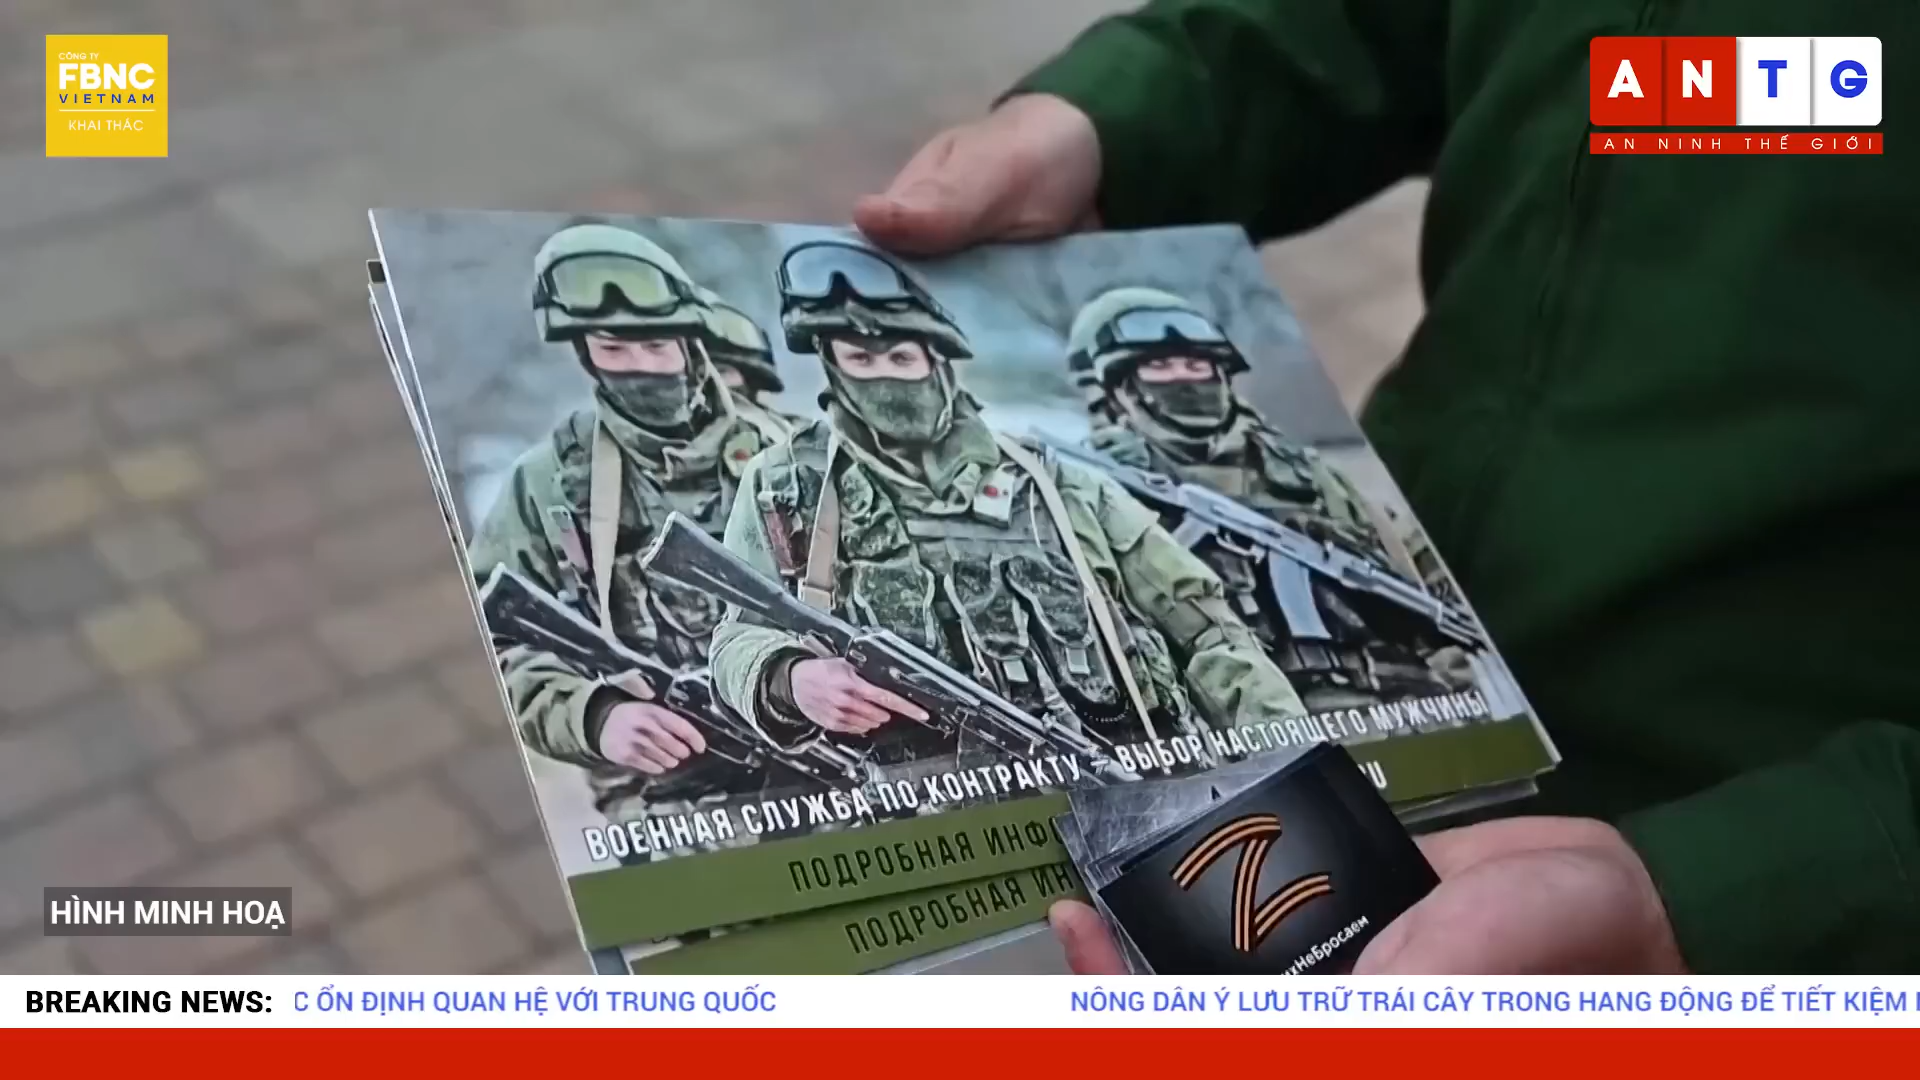 CÔNG TY
FBNC
VIETNAM
KHAI THÁC
ANTG
AN NINH THẾ GIỚI
ВОЕННАЯ СЛУЖБА ПО КОНТРАКТУ – ВЫБОР НАСТОЯЩЕГО МУЖЧИНЫ
ПОДРОБНАЯ
ПОДРОБНАЯ
Z
HÌNH MINH HOẠ
BREAKING NEWS: ỔN ĐỊNH QUAN HỆ VỚI TRUNG QUỐC NÔNG DÂN Ý LƯU TRỮ TRÁI CÂY TRONG HANG ĐỘNG ĐỂ TIẾT KIỆM